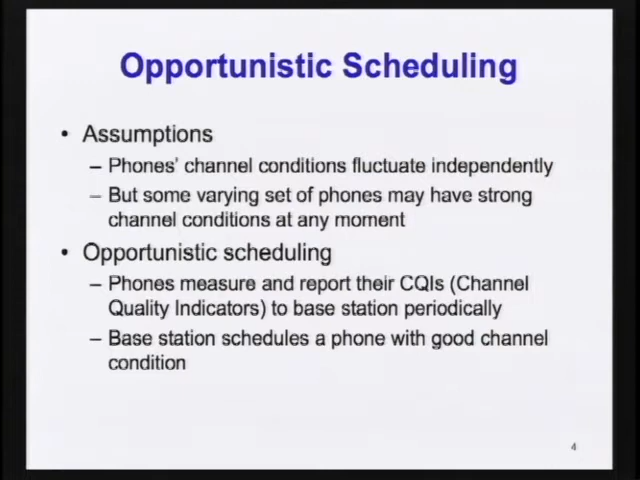 Opportunistic Scheduling
• Assumptions
– Phones' channel conditions fluctuate independently
– But some varying set of phones may have strong
channel conditions at any moment
• Opportunistic scheduling
– Phones measure and report their CQIs (Channel
Quality Indicators) to base station periodically
– Base station schedules a phone with good channel
condition
4